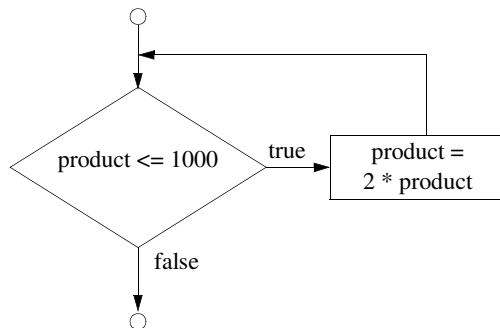 product <= 1000
true
product =
2 * product
false